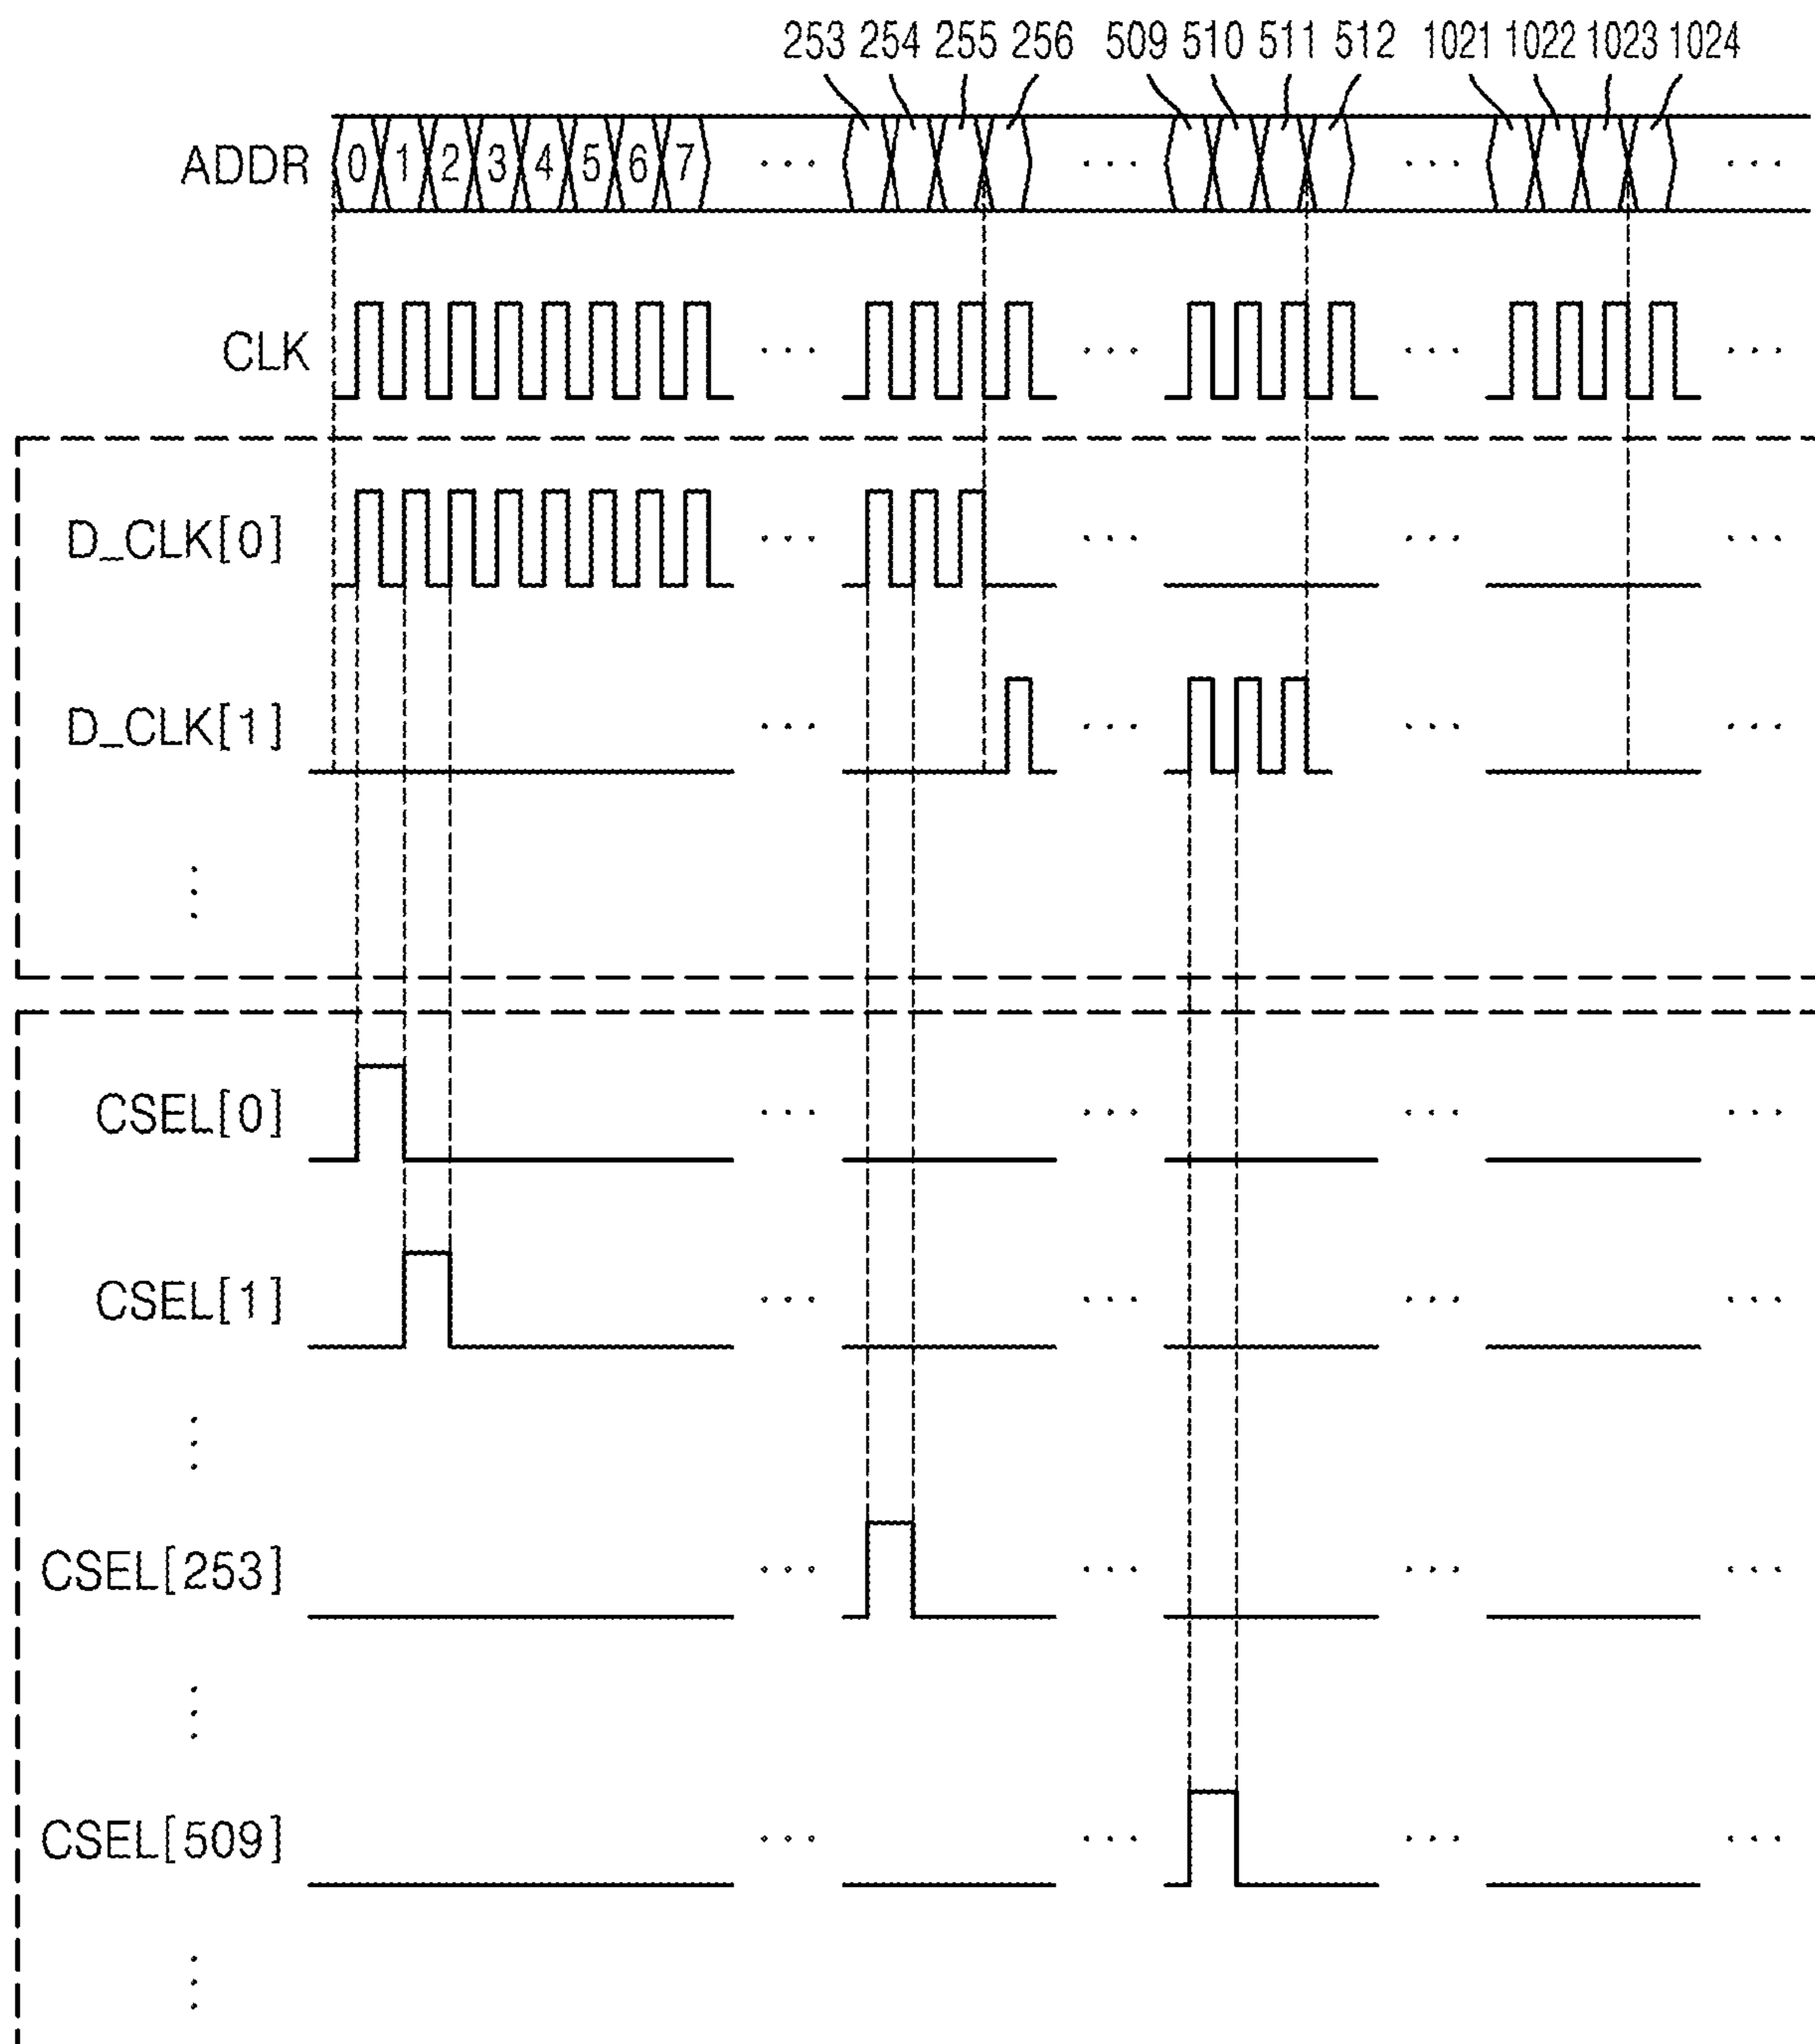 253 254 255 256 509 510 511 512 1021 1022 1023 1024
ADDR 0 1 2 3 4 5 6 7 ... ... ... ...
CLK ... ... ... ...
D_CLK[0] ... ... ... ...
D_CLK[1] ... ... ... ...
CSEL[0] ... ... ... ...
CSEL[1] ... ... ... ...
CSEL[253] ... ... ... ...
CSEL[509] ... ... ... ...